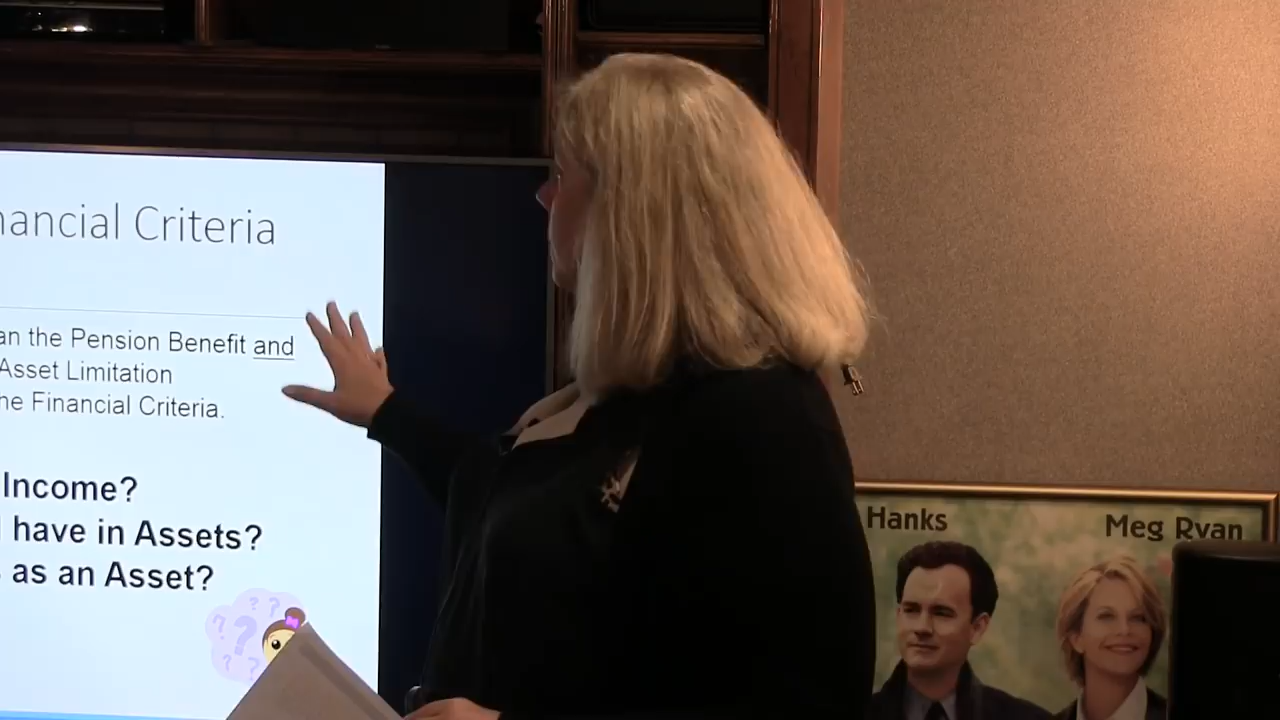 nancial Criteria
an the Pension Benefit and
Asset Limitation
he Financial Criteria.
Income?
I have in Assets?
as an Asset?
Hanks
Meg Ryan